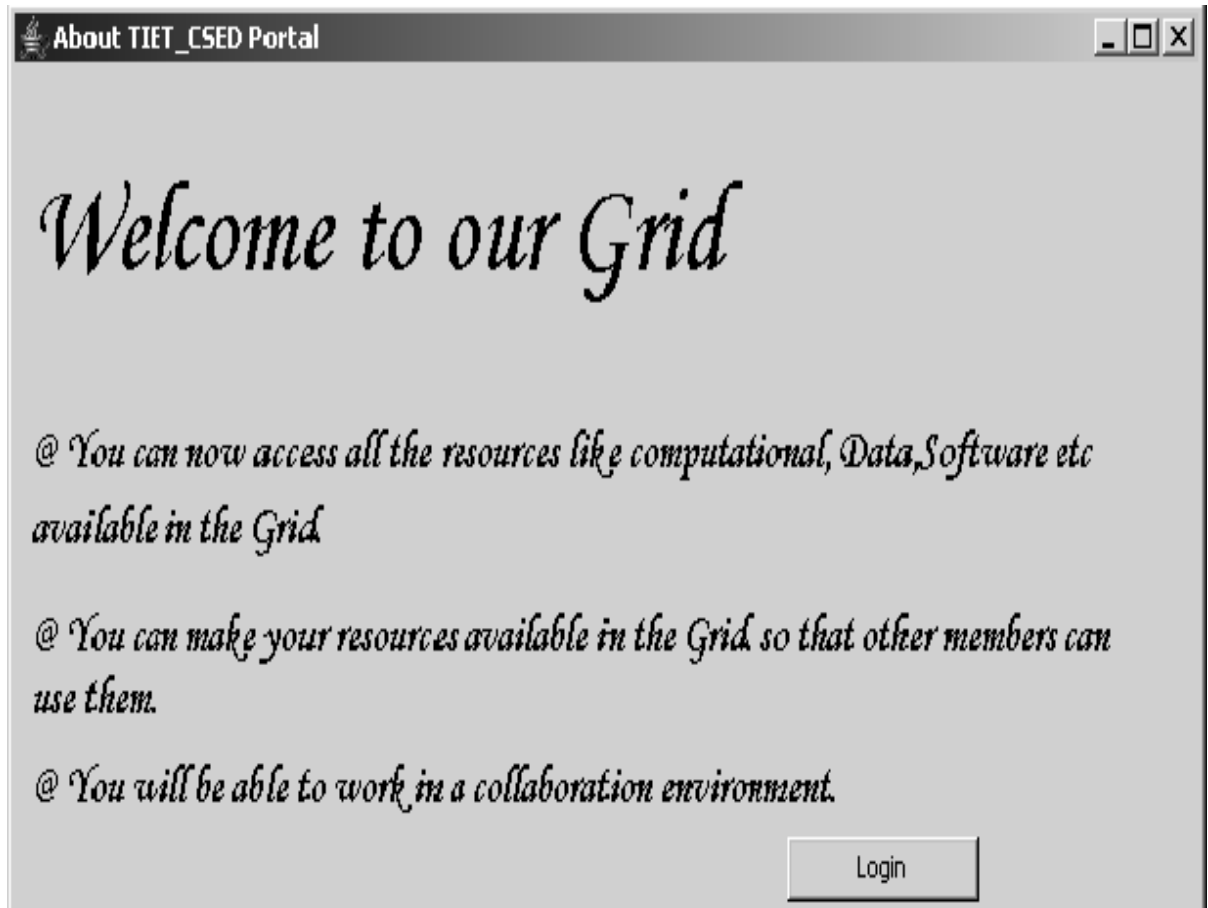 About TIET_CSED Portal
Welcome to our Grid
@ You can now access all the resources like computational, Data,Software etc
available in the Grid.
@ You can make your resources available in the Grid so that other members can
use them.
@ You will be able to work in a collaboration environment.
Login